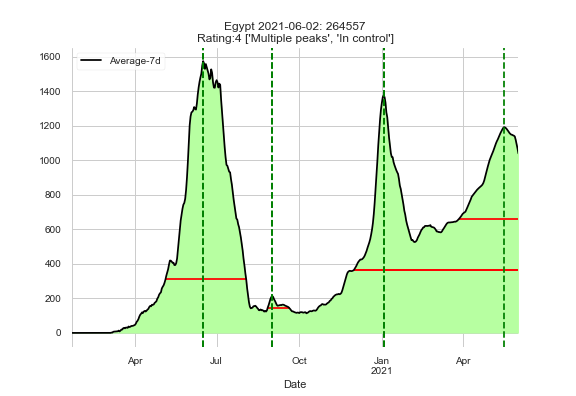 Egypt 2021-06-02: 264557
Rating:4 ['Multiple peaks', 'In control']
1600
Average-7d
1400
1200
1000
800
600
400
200
0
Apr
Jul
Oct
Jan
2021
Apr
Date